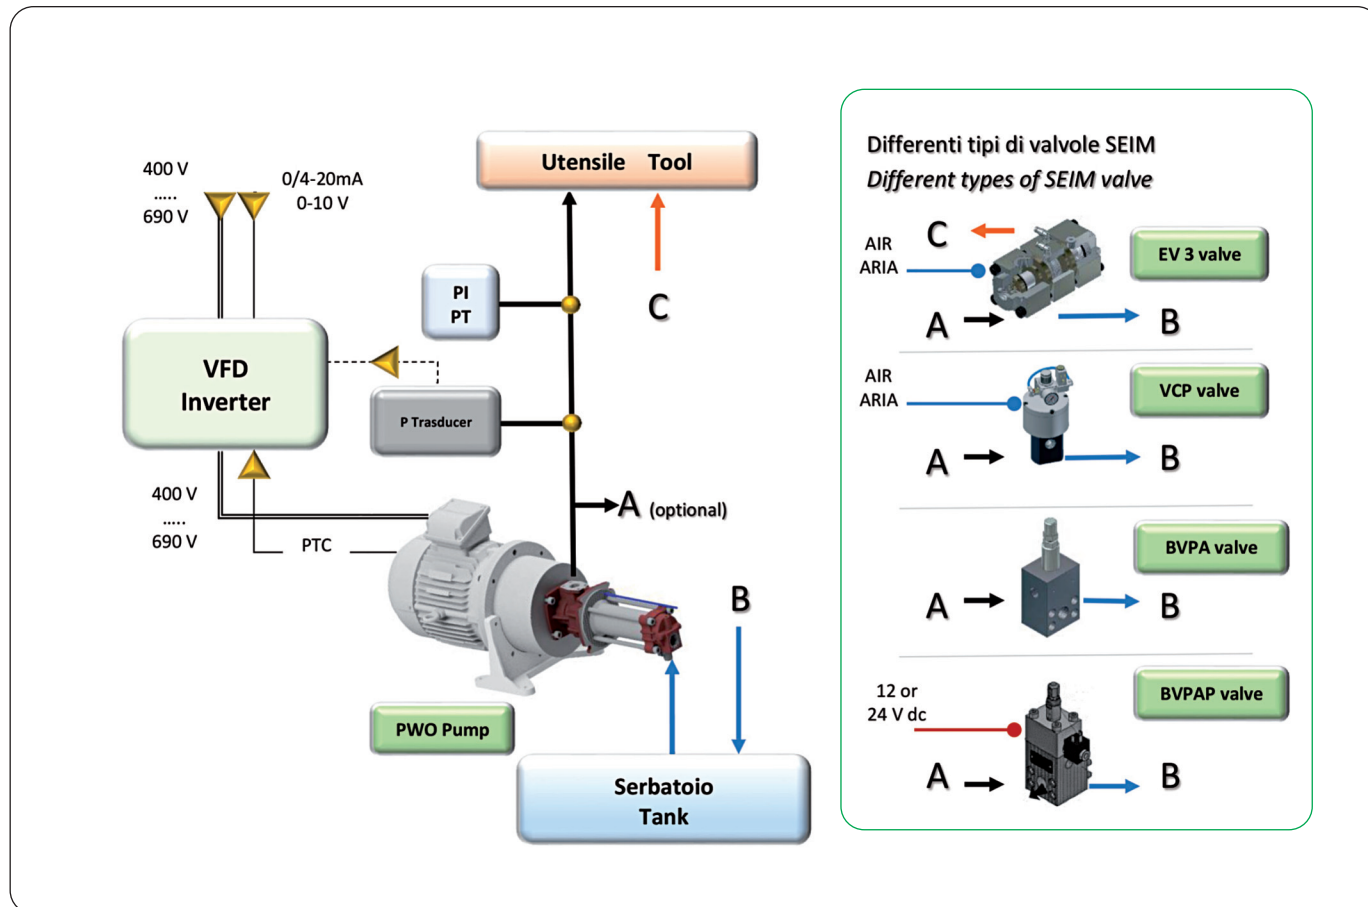 400 V
.....
690 V
0/4-20mA
0-10 V
Utensile Tool
PI
PT
C
VFD
Inverter
P Trasducer
400 V
.....
690 V
PTC
A (optional)
B
PWO Pump
Serbatoio
Tank
Differenti tipi di valvole SEIM
Different types of SEIM valve
AIR
ARIA
C
EV 3 valve
A
B
AIR
ARIA
VCP valve
A
B
BVPA valve
A
B
12 or
24 V dc
BVPAP valve
A
B